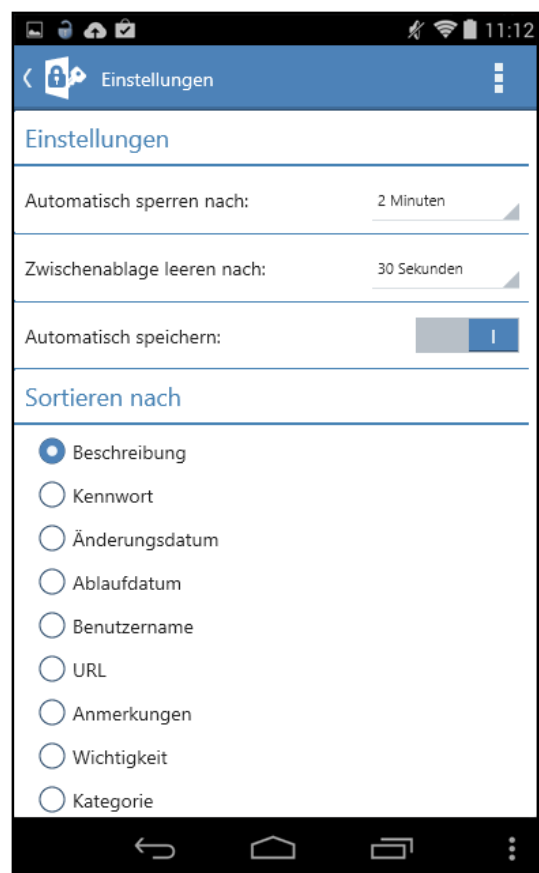 11:12
Einstellungen
Einstellungen
Automatisch sperren nach: 2 Minuten
Zwischenablage leeren nach: 30 Sekunden
Automatisch speichern: I
Sortieren nach
Beschreibung
Kennwort
Änderungsdatum
Ablaufdatum
Benutzername
URL
Anmerkungen
Wichtigkeit
Kategorie